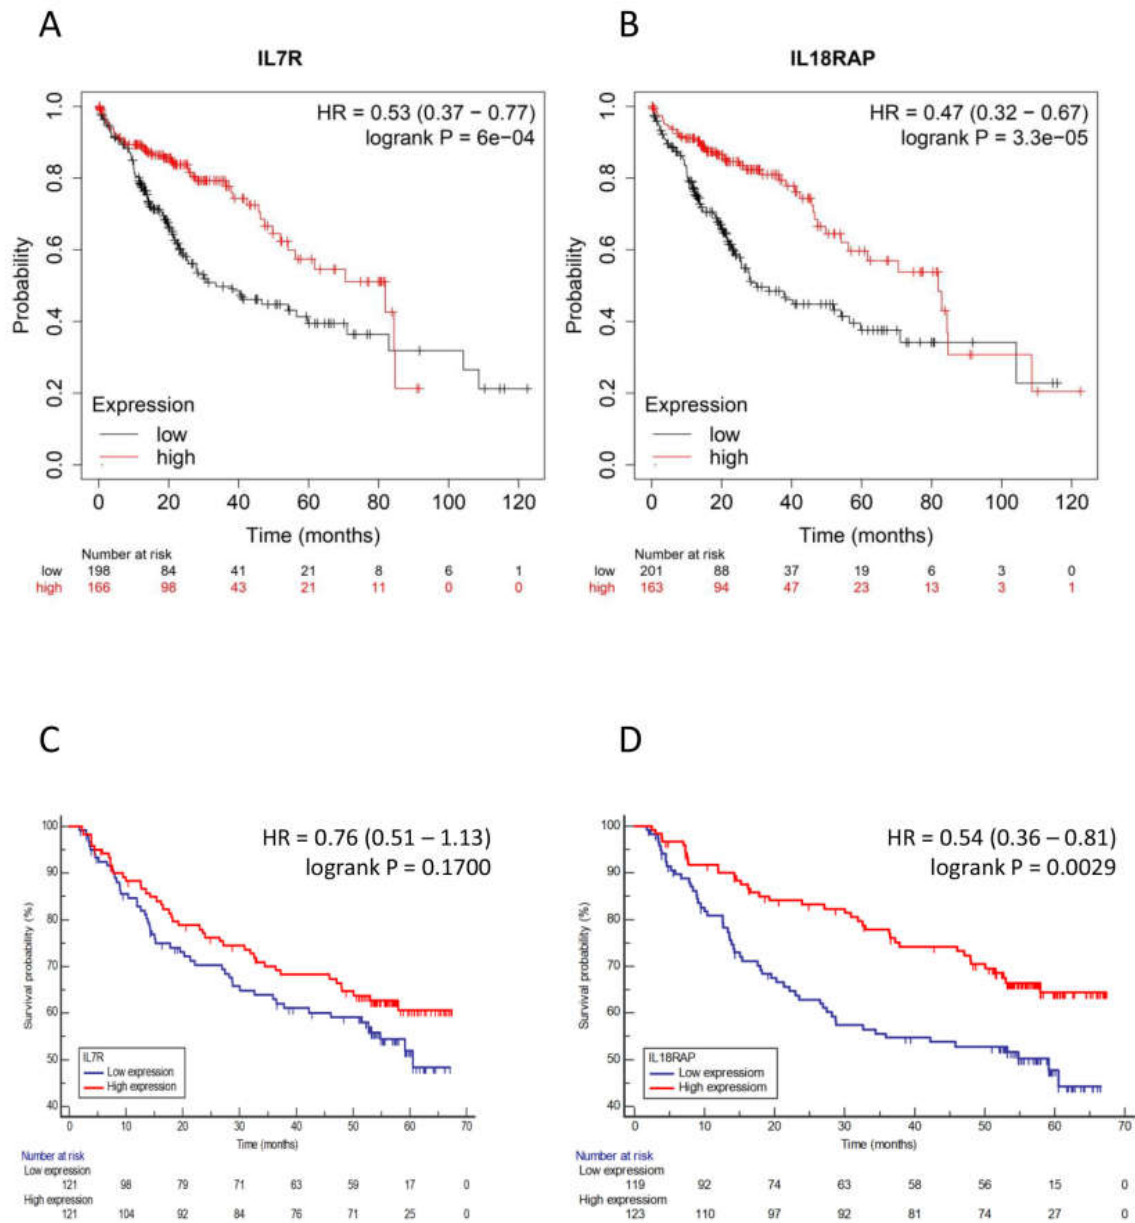 A
IL7R
HR = 0.53 (0.37 − 0.77)
logrank P = 6e−04
Probability
1.0
0.8
0.6
0.4
0.2
0.0
Expression
low
high
0 20 40 60 80 100 120
Time (months)
Number at risk
low 198 84 41 21 8 6 1
high 166 98 43 21 11 0 0
B
IL18RAP
HR = 0.47 (0.32 − 0.67)
logrank P = 3.3e−05
Probability
1.0
0.8
0.6
0.4
0.2
0.0
Expression
low
high
0 20 40 60 80 100 120
Time (months)
Number at risk
low 201 88 37 19 6 3 0
high 163 94 47 23 13 3 1
C
HR = 0.76 (0.51 – 1.13)
logrank P = 0.1700
Survival probability (%)
100
90
80
70
60
50
40
IL7R
Low expression
High expression
0 10 20 30 40 50 60 70
Time (months)
Number at risk
Low expression
121 98 79 71 63 59 17 0
High expression
121 104 92 84 76 71 25 0
D
HR = 0.54 (0.36 – 0.81)
logrank P = 0.0029
Survival probability (%)
100
90
80
70
60
50
40
IL18RAP
Low expressiom
High expressiom
0 10 20 30 40 50 60 70
Time (months)
Number at risk
Low expressiom
119 92 74 63 58 56 15 0
High expressiom
123 110 97 92 81 74 27 0